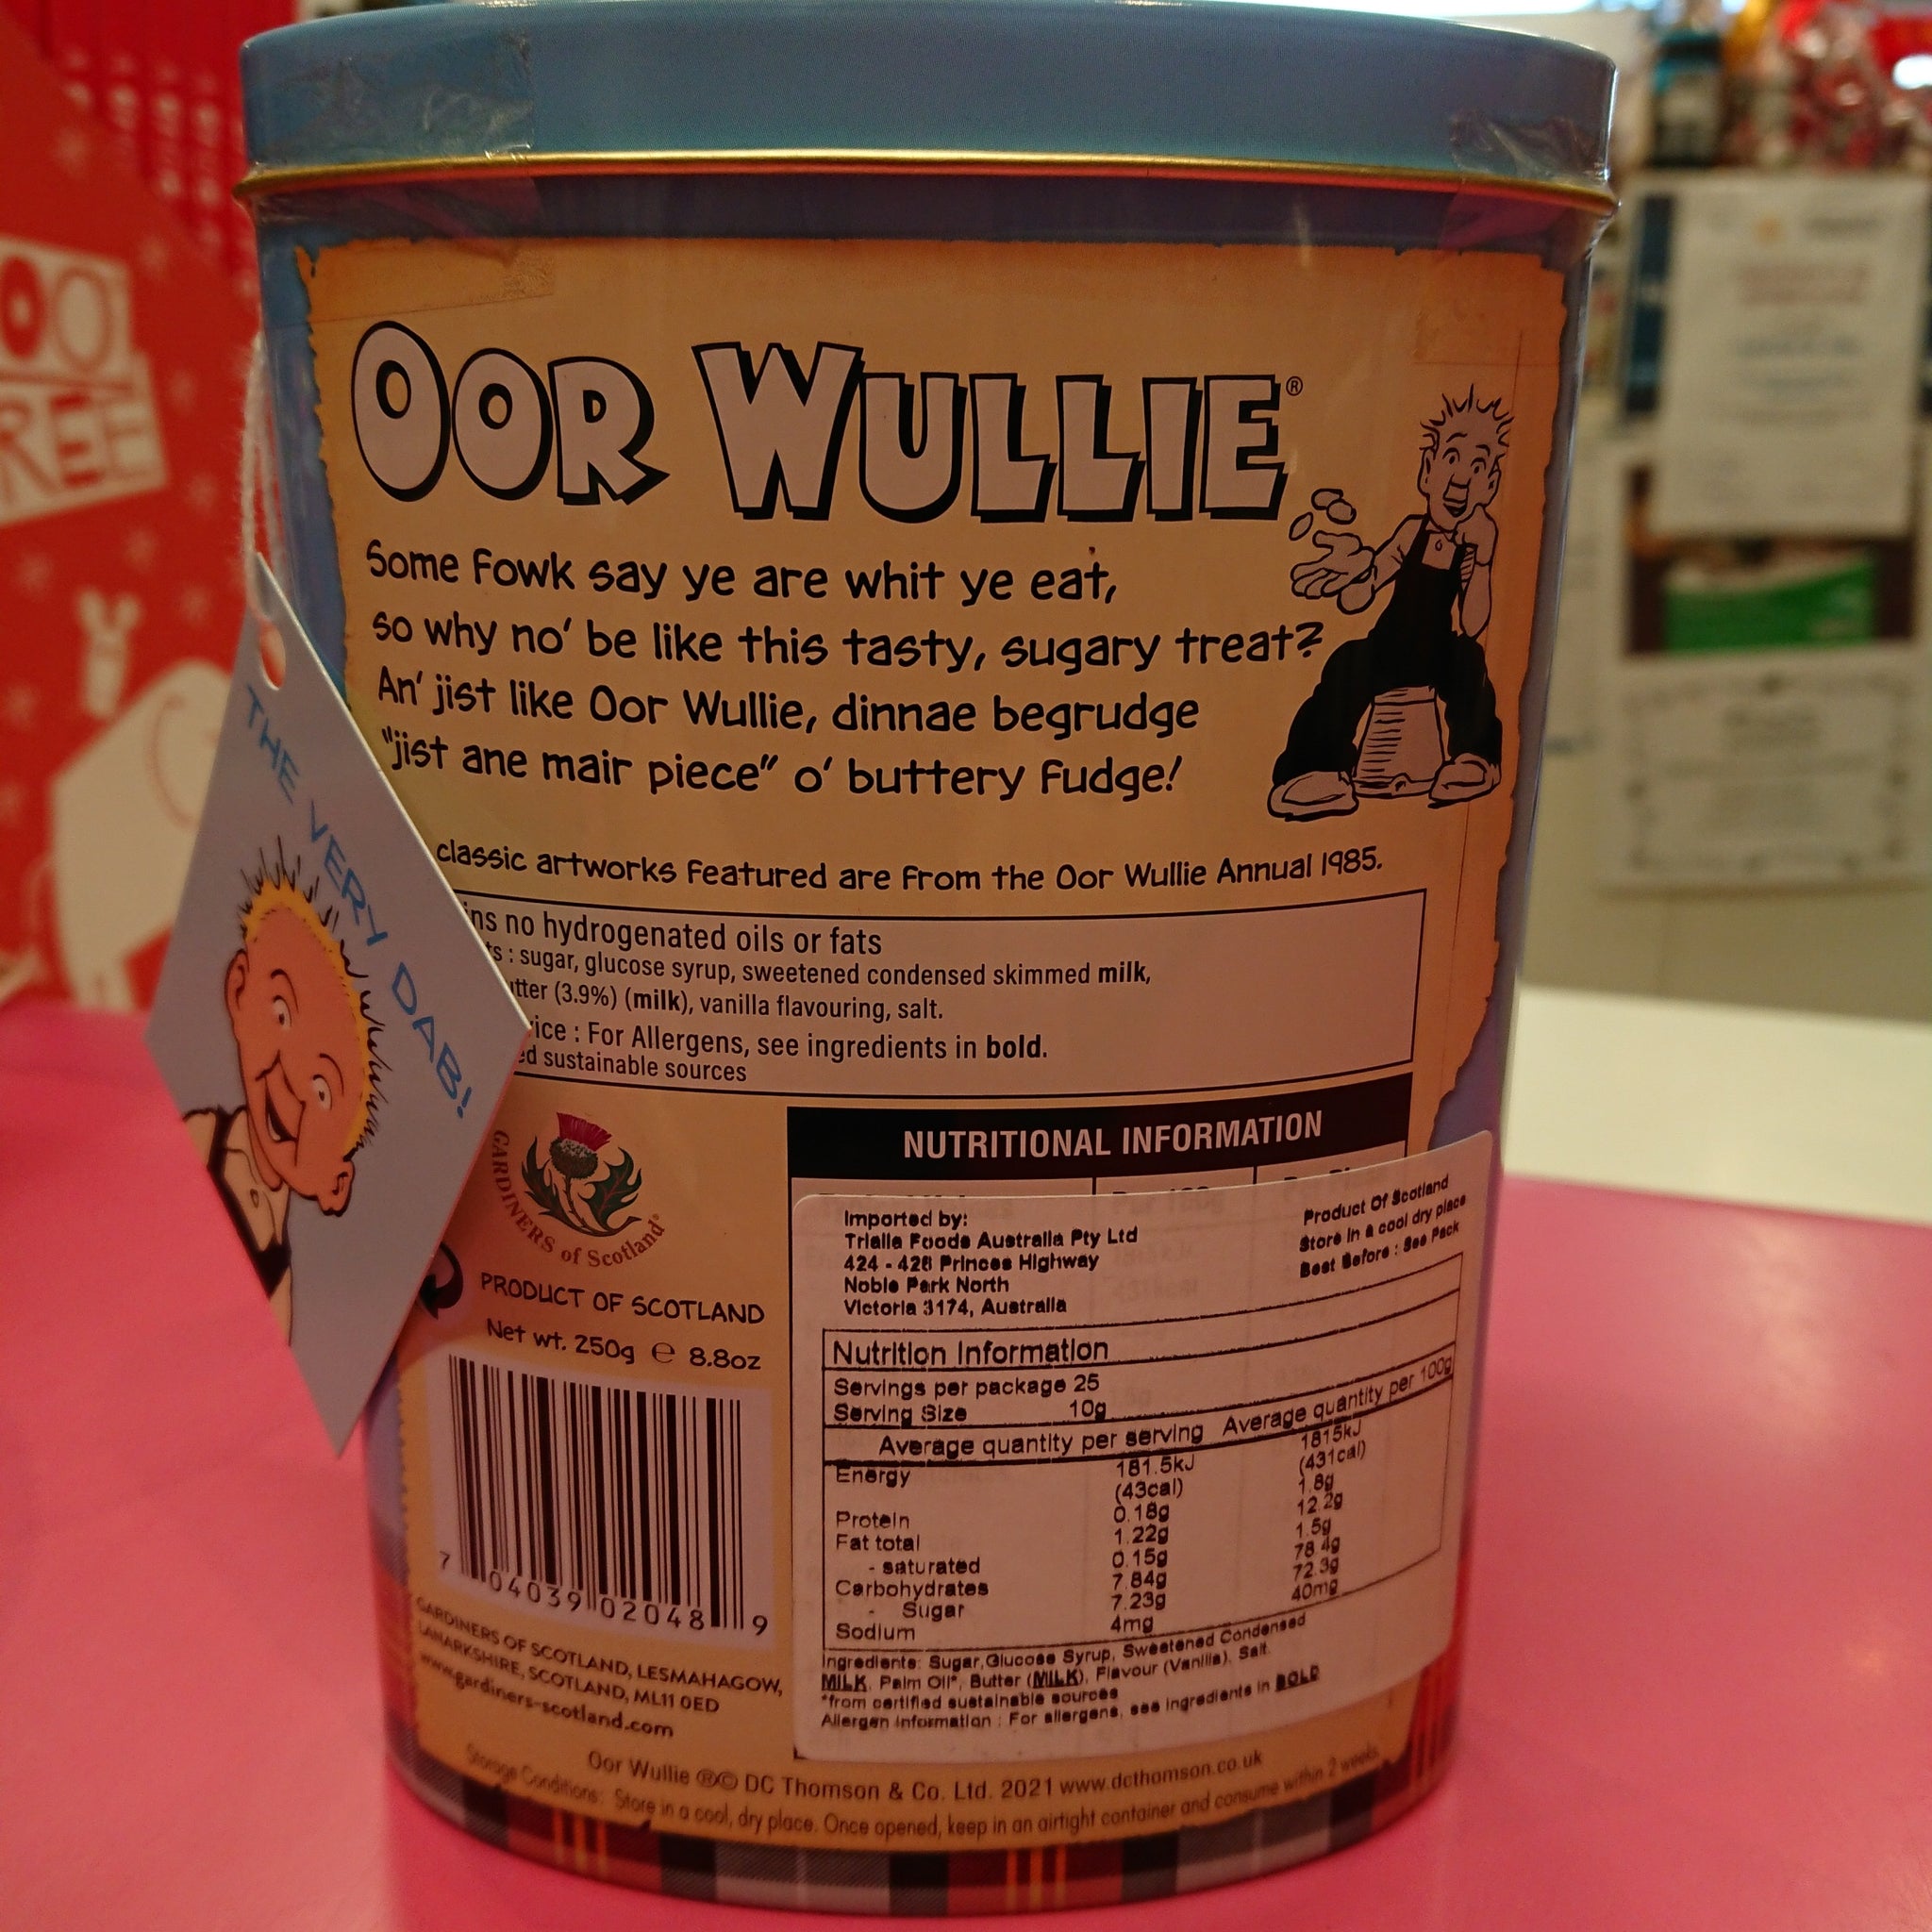 OOR WULLIE®
Some Fowk say ye are whit ye eat,
so why no' be like this tasty, sugary treat?
An' jist like Oor Wullie, dinnae begrudge
"jist ane mair piece" o' buttery Fudge!
classic artworks Featured are From the Oor Wullie Annual 1985.
THE VERY DAB!
ins no hydrogenated oils or fats
s : sugar, glucose syrup, sweetened condensed skimmed milk,
tter (3.9%) (milk), vanilla flavouring, salt.
ice : For Allergens, see ingredients in bold.
ed sustainable sources
GARDINERS of Scotland®
PRODUCT OF SCOTLAND
Net wt. 250g e 8.8oz
7 04039 02048 9
GARDINERS OF SCOTLAND, LESMAHAGOW,
LANARKSHIRE, SCOTLAND, ML11 0ED
www.gardiners-scotland.com
NUTRITIONAL INFORMATION
Imported by:
Trialia Foods Australia Pty Ltd
424 - 428 Princes Highway
Noble Park North
Victoria 3174, Australia
Product Of Scotland
Store in a cool dry place
Best Before : See Pack
Nutrition Information
Servings per package 25
Serving Size 10g
Average quantity per serving Average quantity per 100g
Energy 181.5kJ 1815kJ
(43cal) (431cal)
Protein 0.18g 1.8g
Fat total 1.22g 12.2g
- saturated 0.15g 1.5g
Carbohydrates 7.84g 78.4g
- Sugar 7.23g 72.3g
Sodium 4mg 40mg
Ingredients: Sugar, Glucose Syrup, Sweetened Condensed
MILK, Palm Oil*, Butter (MILK), Flavour (Vanilla), Salt.
*from certified sustainable sources
Allergen Information : For allergens, see ingredients in BOLD
Oor Wullie ®© DC Thomson & Co. Ltd. 2021 www.dcthomson.co.uk
Storage Conditions: Store in a cool, dry place. Once opened, keep in an airtight container and consume within 2 weeks.